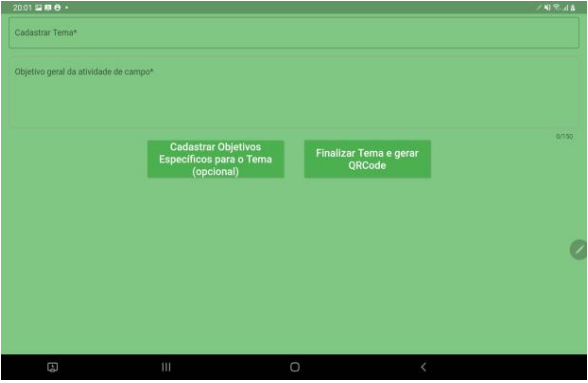 20:01
Cadastrar Tema*
Objetivo geral da atividade de campo*
0/150
Cadastrar Objetivos
Específicos para o Tema
(opcional)
Finalizar Tema e gerar
QRCode